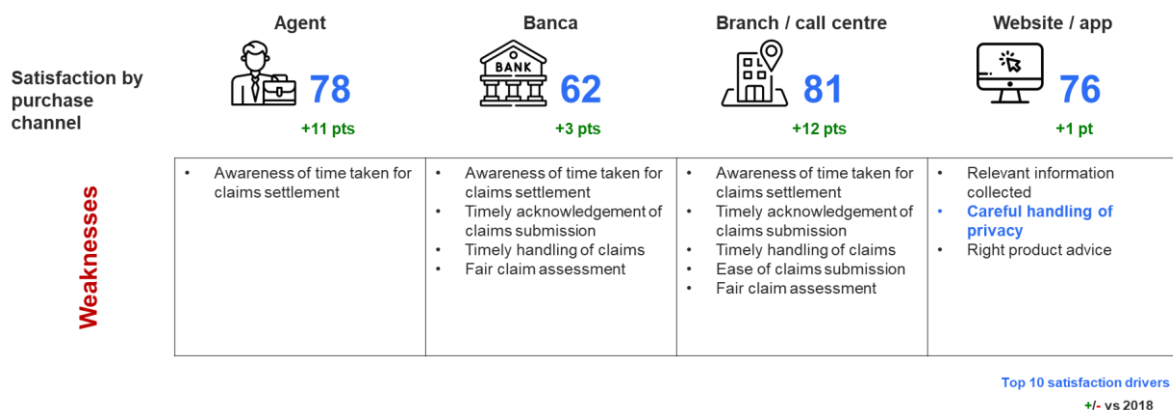 Agent
Banca
Branch / call centre
Website / app
Satisfaction by
purchase
channel
78
BANK
62
81
76
+11 pts
+3 pts
+12 pts
+1 pt
Weaknesses
• Awareness of time taken for
claims settlement
• Awareness of time taken for
claims settlement
• Timely acknowledgement of
claims submission
• Timely handling of claims
• Fair claim assessment
• Awareness of time taken for
claims settlement
• Timely acknowledgement of
claims submission
• Timely handling of claims
• Ease of claims submission
• Fair claim assessment
• Relevant information
collected
• Careful handling of
privacy
• Right product advice
Top 10 satisfaction drivers
+/- vs 2018